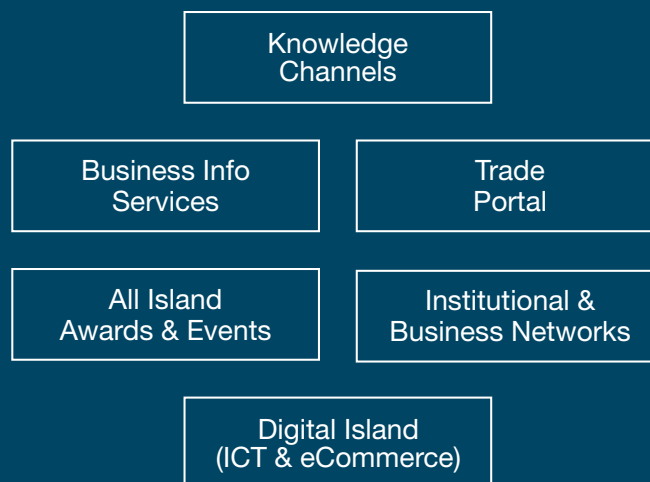 Knowledge
Channels
Business Info
Services
Trade
Portal
All Island
Awards & Events
Institutional &
Business Networks
Digital Island
(ICT & eCommerce)